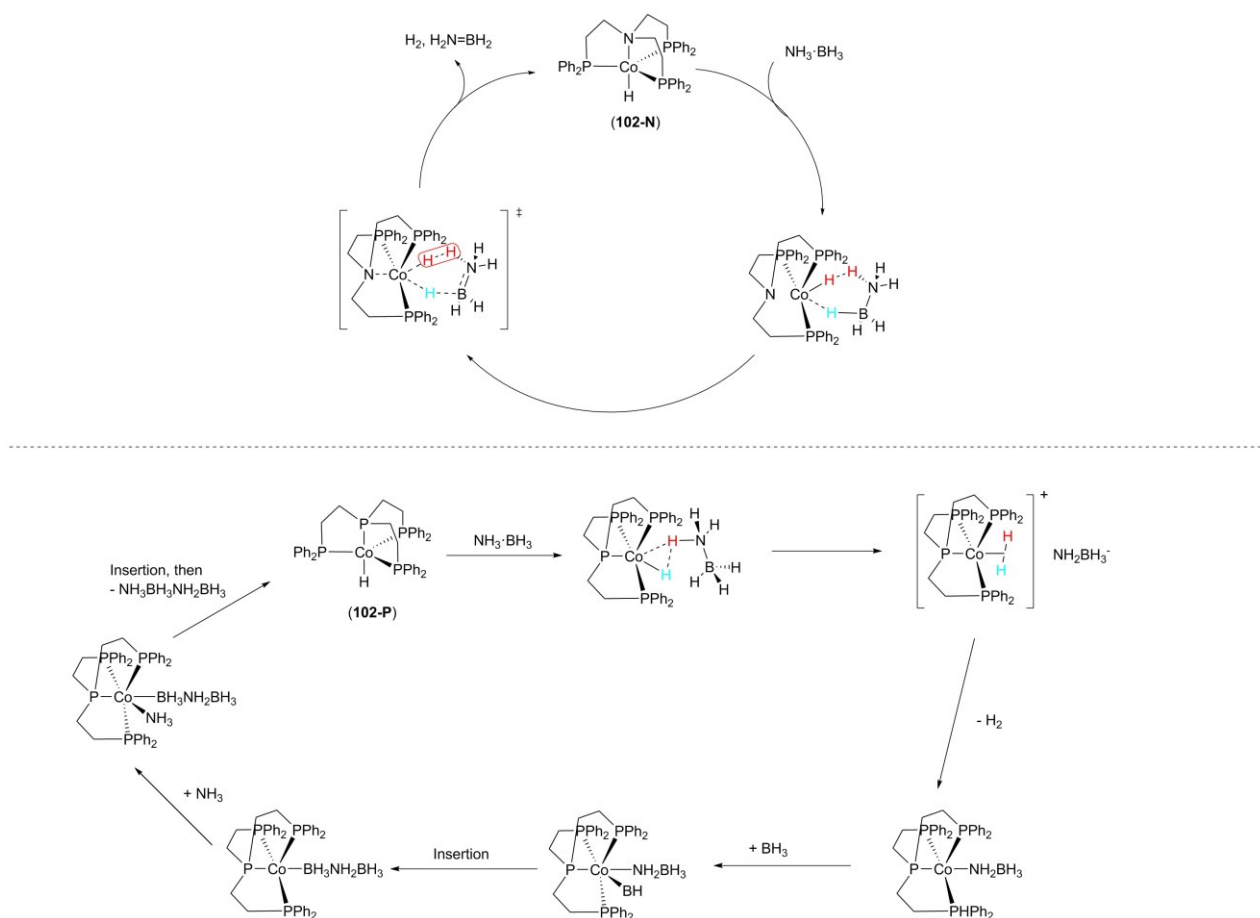 H₂, H₂N=BH₂
N
PPh₂
Ph₂P
Co
PPh₂
H
(102-N)
NH₃·BH₃
‡
PPh₂ PPh₂
H H
H
N
H
N Co
H
B
H H
PPh₂
PPh₂ PPh₂
H H
H
N
H
N Co
H
B
H H
PPh₂
Insertion, then
- NH₃BH₃NH₂BH₃
P
PPh₂
Ph₂P
Co
PPh₂
H
(102-P)
NH₃·BH₃
PPh₂ PPh₂
H
H
H
N
P Co
H
B
H
H
H
PPh₂
+
PPh₂ PPh₂
H
P Co
H
PPh₂
NH₂BH₃⁻
- H₂
PPh₂ PPh₂
P Co BH₃NH₂BH₃
NH₃
PPh₂
+ NH₃
PPh₂ PPh₂
P Co BH₃NH₂BH₃
PPh₂
Insertion
PPh₂ PPh₂
P Co NH₂BH₃
BH
PPh₂
+ BH₃
PPh₂ PPh₂
P Co NH₂BH₃
PHPh₂